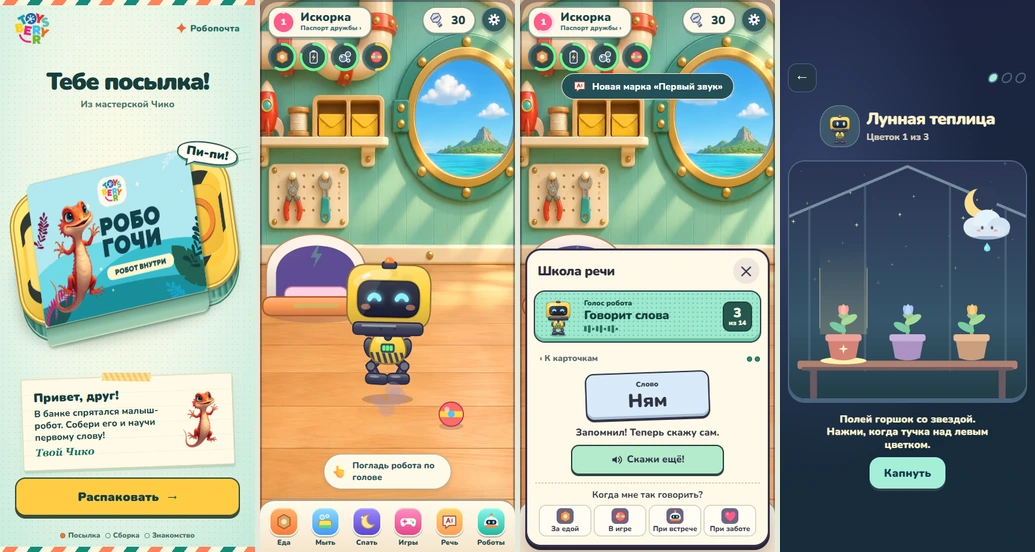 TOYS
BERY
R
Робопочта
Тебе посылка!
Из мастерской Чико
Пи-пи!
TOYS
BERY
R
РОБО
ГОЧИ
РОБОТ ВНУТРИ
Привет, друг!
В банке спрятался малыш-
робот. Собери его и научи
первому слову!
Твой Чико
Распаковать →
Посылка Сборка Знакомство
1
Искорка
Паспорт дружбы ›
30
Погладь робота по
голове
Еда Мыть Спать Игры Речь Роботы
1
Искорка
Паспорт дружбы ›
30
Новая марка «Первый звук»
Школа речи
Голос робота
Говорит слова
3
из 14
‹ К карточкам
Слово
Ням
Запомнил! Теперь скажу сам.
Скажи ещё!
Когда мне так говорить?
За едой В игре При встрече При заботе
←
Лунная теплица
Цветок 1 из 3
Полей горшок со звездой.
Нажми, когда тучка над левым
цветком.
Капнуть